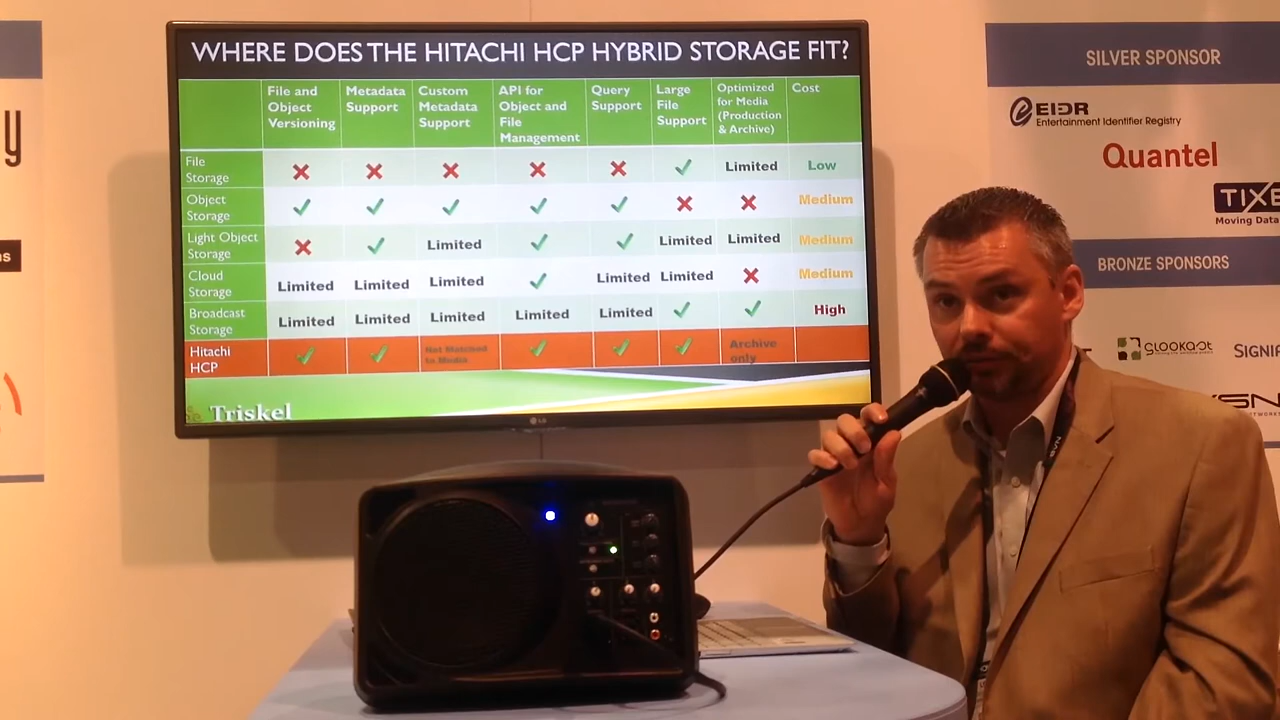 WHERE DOES THE HITACHI HCP HYBRID STORAGE FIT?
File and Object Versioning
Metadata Support
Custom Metadata Support
API for Object and File Management
Query Support
Large File Support
Optimized for Media (Production & Archive)
Cost
File Storage
Limited
Low
Object Storage
Medium
Light Object Storage
Limited
Limited
Limited
Medium
Cloud Storage
Limited
Limited
Limited
Limited
Limited
Medium
Broadcast Storage
Limited
Limited
Limited
Limited
Limited
High
Hitachi HCP
Not Matched to Media
Archive only
Triskel
LG
SILVER SPONSOR
EIDR
Entertainment Identifier Registry
Quantel
Moving Data
BRONZE SPONSORS
GLOOKAST